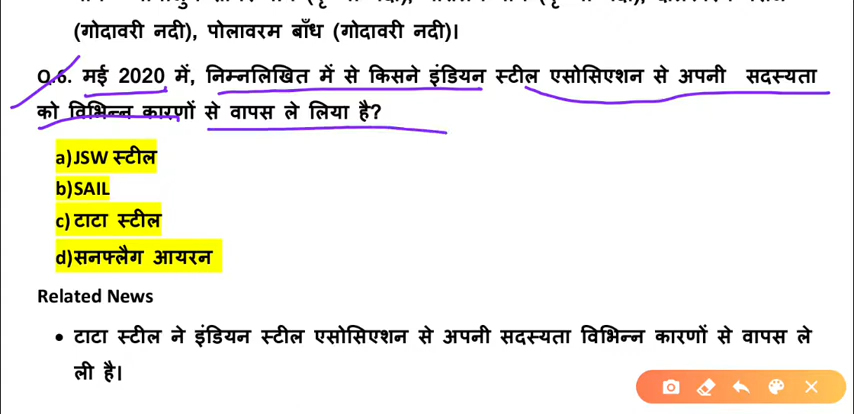 (गोदावरी नदी), पोलावरम बाँध (गोदावरी नदी)।
Q.6. मई 2020 में, निम्नलिखित में से किसने इंडियन स्टील एसोसिएशन से अपनी सदस्यता
को विभिन्न कारणों से वापस ले लिया है?
a)JSW स्टील
b)SAIL
c) टाटा स्टील
d)सनफ्लैग आयरन
Related News
• टाटा स्टील ने इंडियन स्टील एसोसिएशन से अपनी सदस्यता विभिन्न कारणों से वापस ले
ली है।